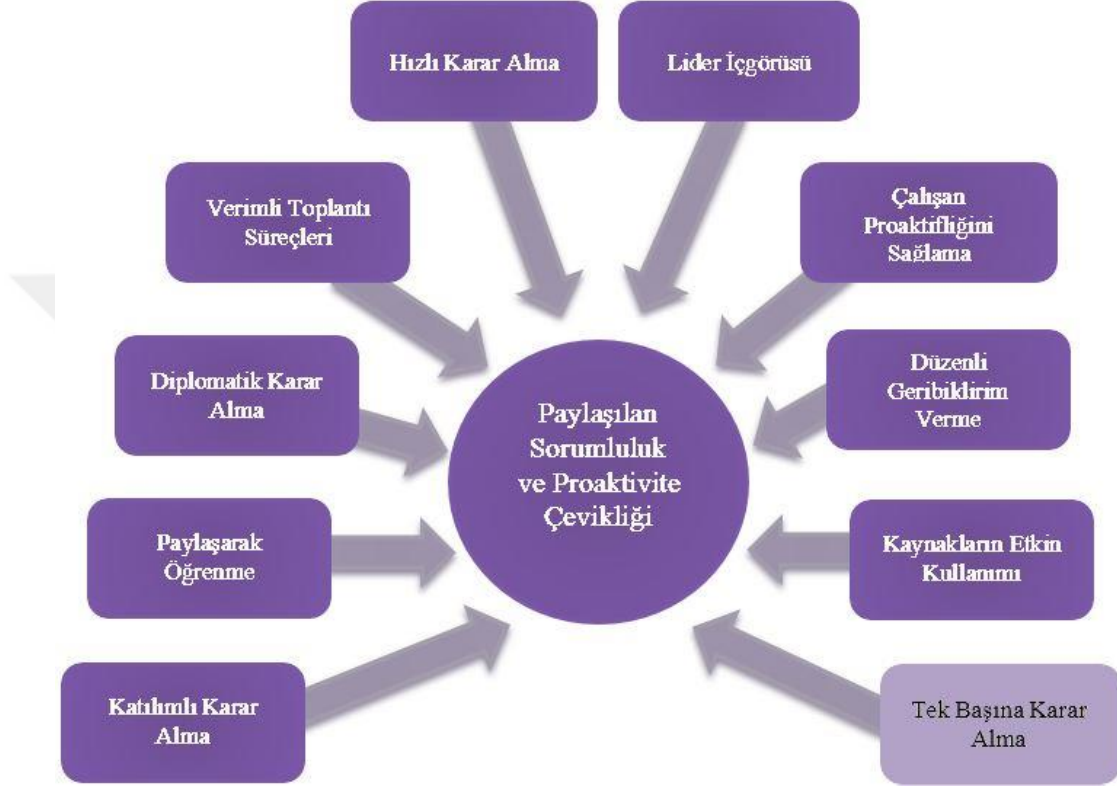 Hızlı Karar Alma
Lider İçgörüsü
Verimli Toplantı
Süreçleri
Çalışan
Proaktifliğini
Sağlama
Diplomatik Karar
Alma
Düzenli
Geribiklirim
Verme
Paylaşılan
Sorumluluk
ve Proaktivite
Çevikliği
Paylaşarak
Öğrenme
Kaynakların Etkin
Kullanımı
Katılımlı Karar
Alma
Tek Başına Karar
Alma